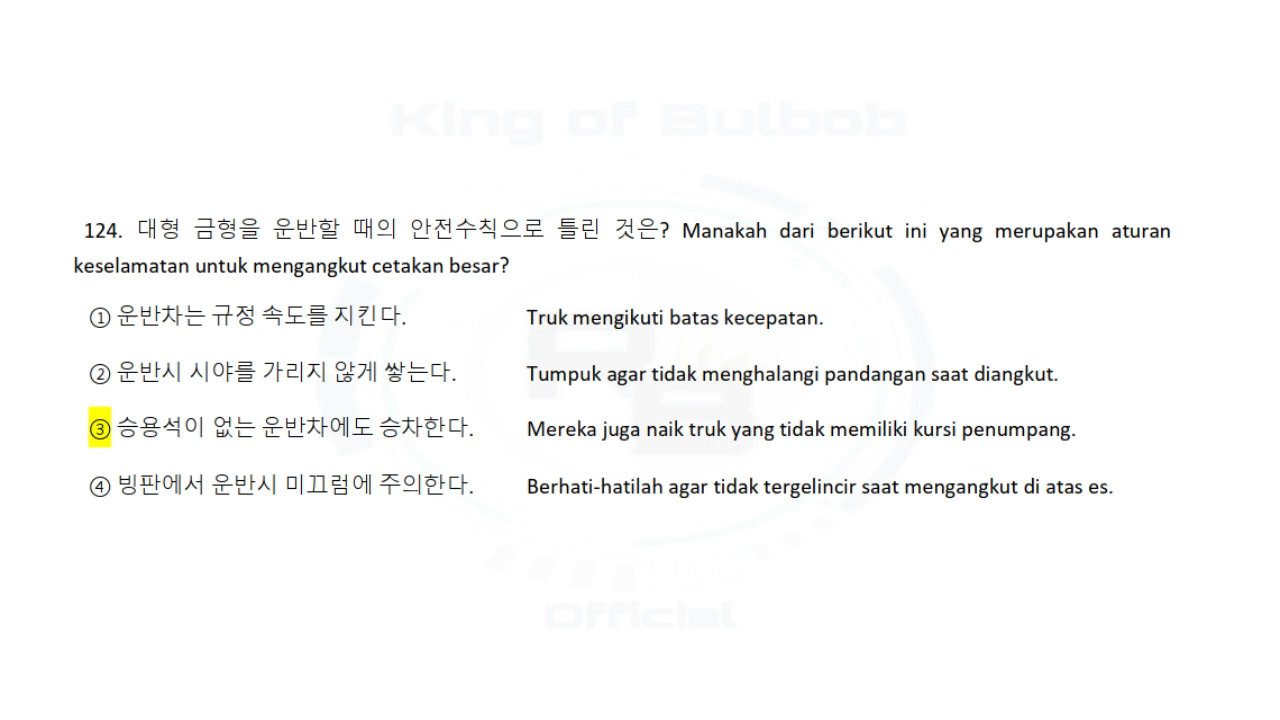 King of Bulbob
124. 대형 금형을 운반할 때의 안전수칙으로 틀린 것은? Manakah dari berikut ini yang merupakan aturan
keselamatan untuk mengangkut cetakan besar?
① 운반차는 규정 속도를 지킨다. Truk mengikuti batas kecepatan.
② 운반시 시야를 가리지 않게 쌓는다. Tumpuk agar tidak menghalangi pandangan saat diangkut.
③ 승용석이 없는 운반차에도 승차한다. Mereka juga naik truk yang tidak memiliki kursi penumpang.
④ 빙판에서 운반시 미끄럼에 주의한다. Berhati-hatilah agar tidak tergelincir saat mengangkut di atas es.
Official